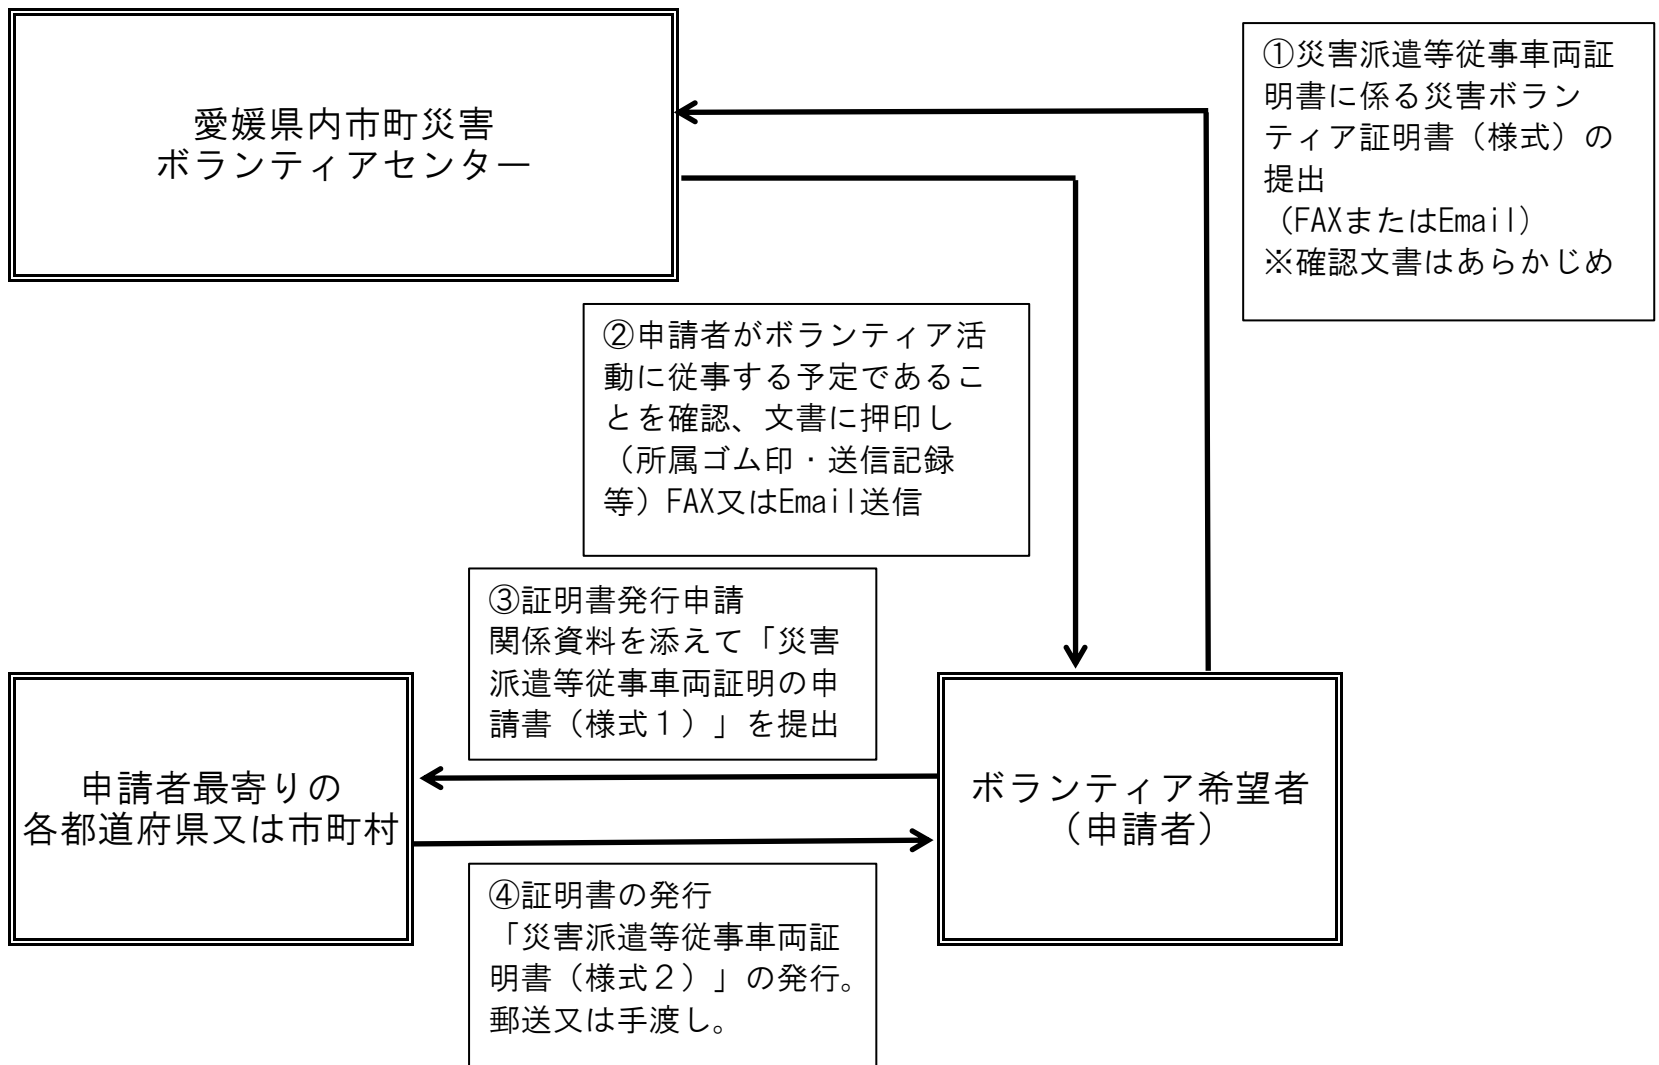 愛媛県内市町災害
ボランティアセンター
①災害派遣等従事車両証
明書に係る災害ボラン
ティア証明書（様式）の
提出
（FAXまたはEmail）
※確認文書はあらかじめ
②申請者がボランティア活
動に従事する予定であるこ
とを確認、文書に押印し
（所属ゴム印・送信記録
等）FAX又はEmail送信
③証明書発行申請
関係資料を添えて「災害
派遣等従事車両証明の申
請書（様式１）」を提出
申請者最寄りの
各都道府県又は市町村
ボランティア希望者
（申請者）
④証明書の発行
「災害派遣等従事車両証
明書（様式２）」の発行。
郵送又は手渡し。